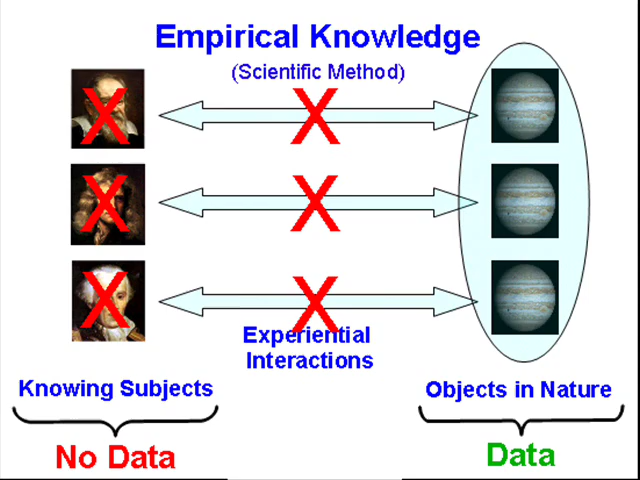 Empirical Knowledge
(Scientific Method)
X X X
X X X
Experiential
Interactions
Knowing Subjects
Objects in Nature
No Data
Data